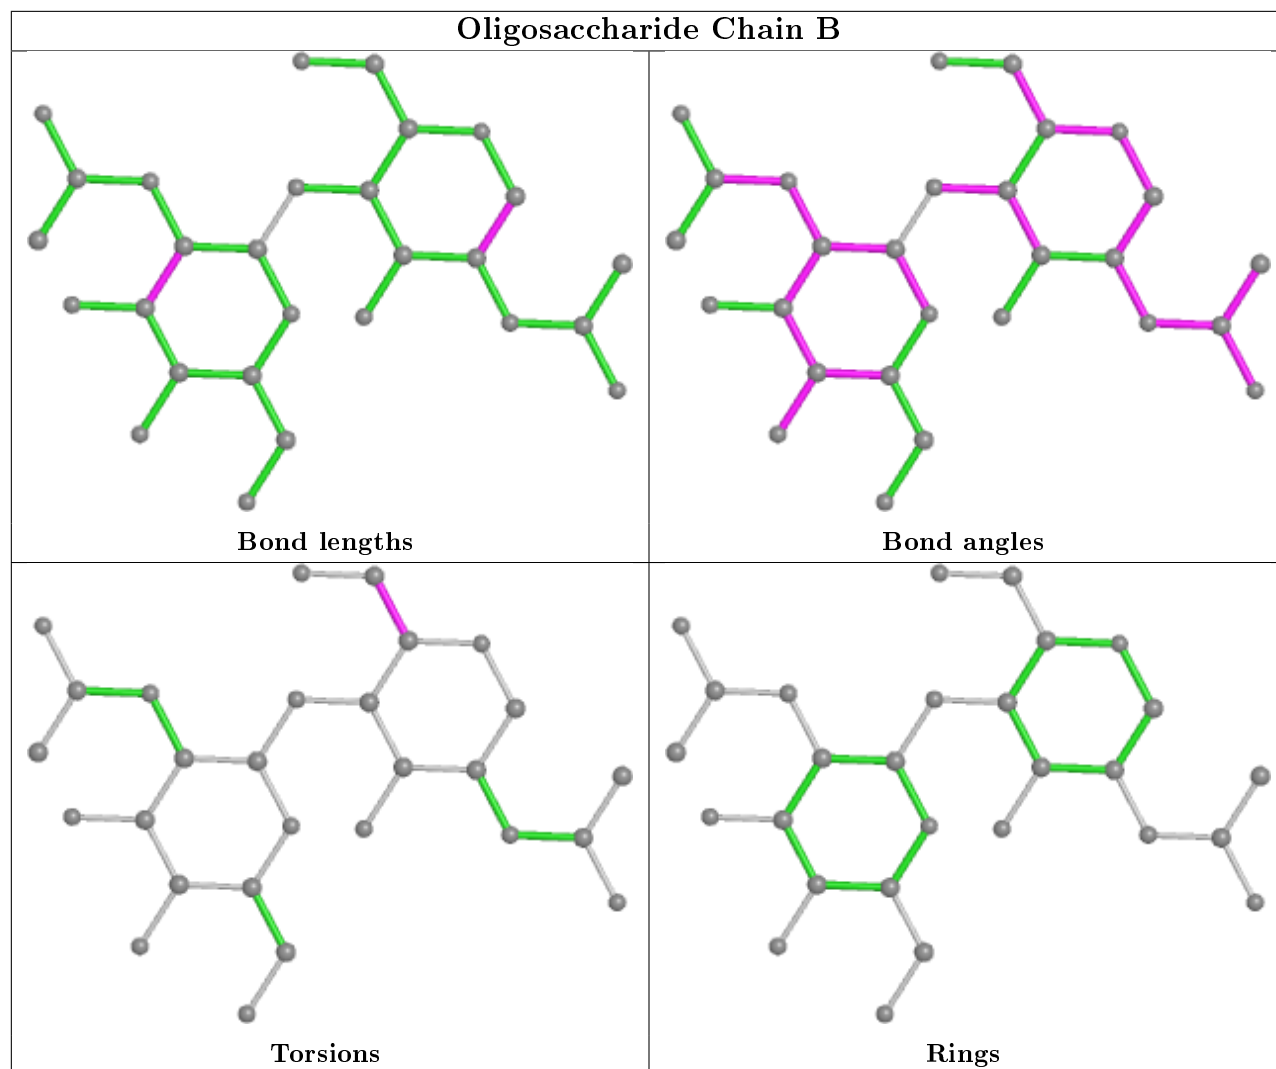 Oligosaccharide Chain B
Bond lengths
Bond angles
Torsions
Rings